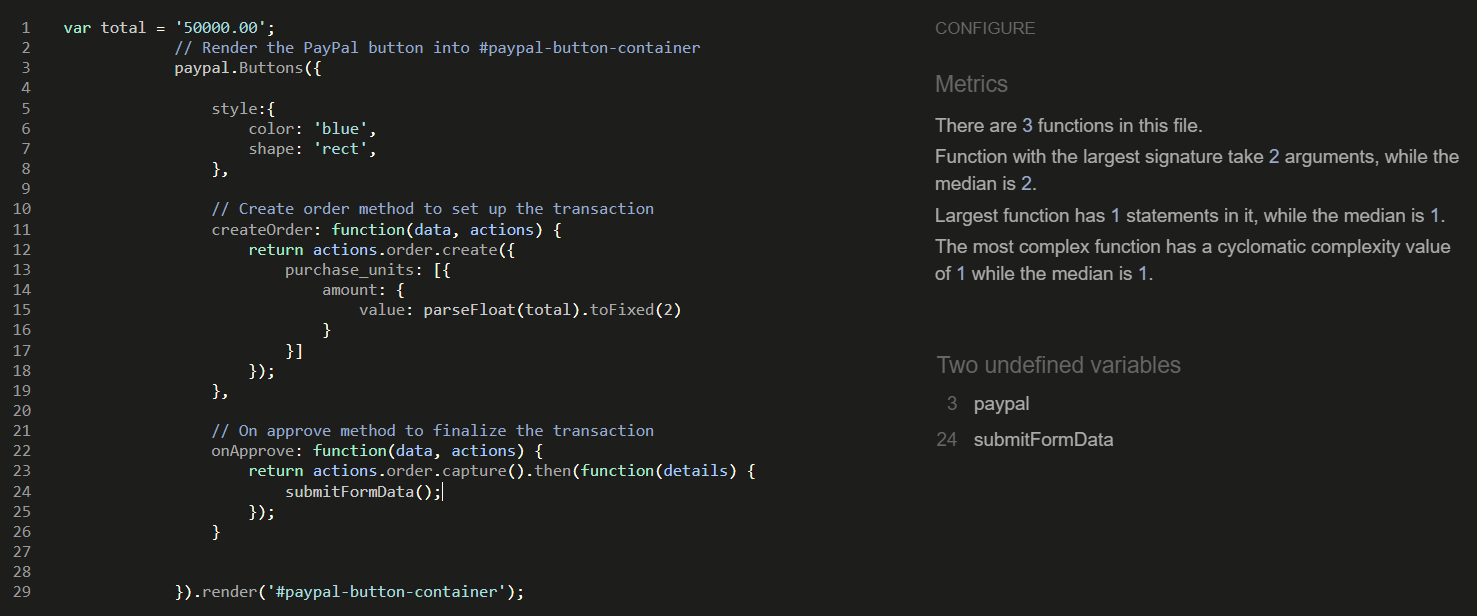 1 var total = '50000.00';
2 // Render the PayPal button into #paypal-button-container
3 paypal.Buttons({
4
5 style:{
6 color: 'blue',
7 shape: 'rect',
8 },
9
10 // Create order method to set up the transaction
11 createOrder: function(data, actions) {
12 return actions.order.create({
13 purchase_units: [{
14 amount: {
15 value: parseFloat(total).toFixed(2)
16 }
17 }]
18 });
19 },
20
21 // On approve method to finalize the transaction
22 onApprove: function(data, actions) {
23 return actions.order.capture().then(function(details) {
24 submitFormData();
25 });
26 }
27
28
29 }).render('#paypal-button-container');
CONFIGURE
Metrics
There are 3 functions in this file.
Function with the largest signature take 2 arguments, while the
median is 2.
Largest function has 1 statements in it, while the median is 1.
The most complex function has a cyclomatic complexity value
of 1 while the median is 1.
Two undefined variables
3 paypal
24 submitFormData